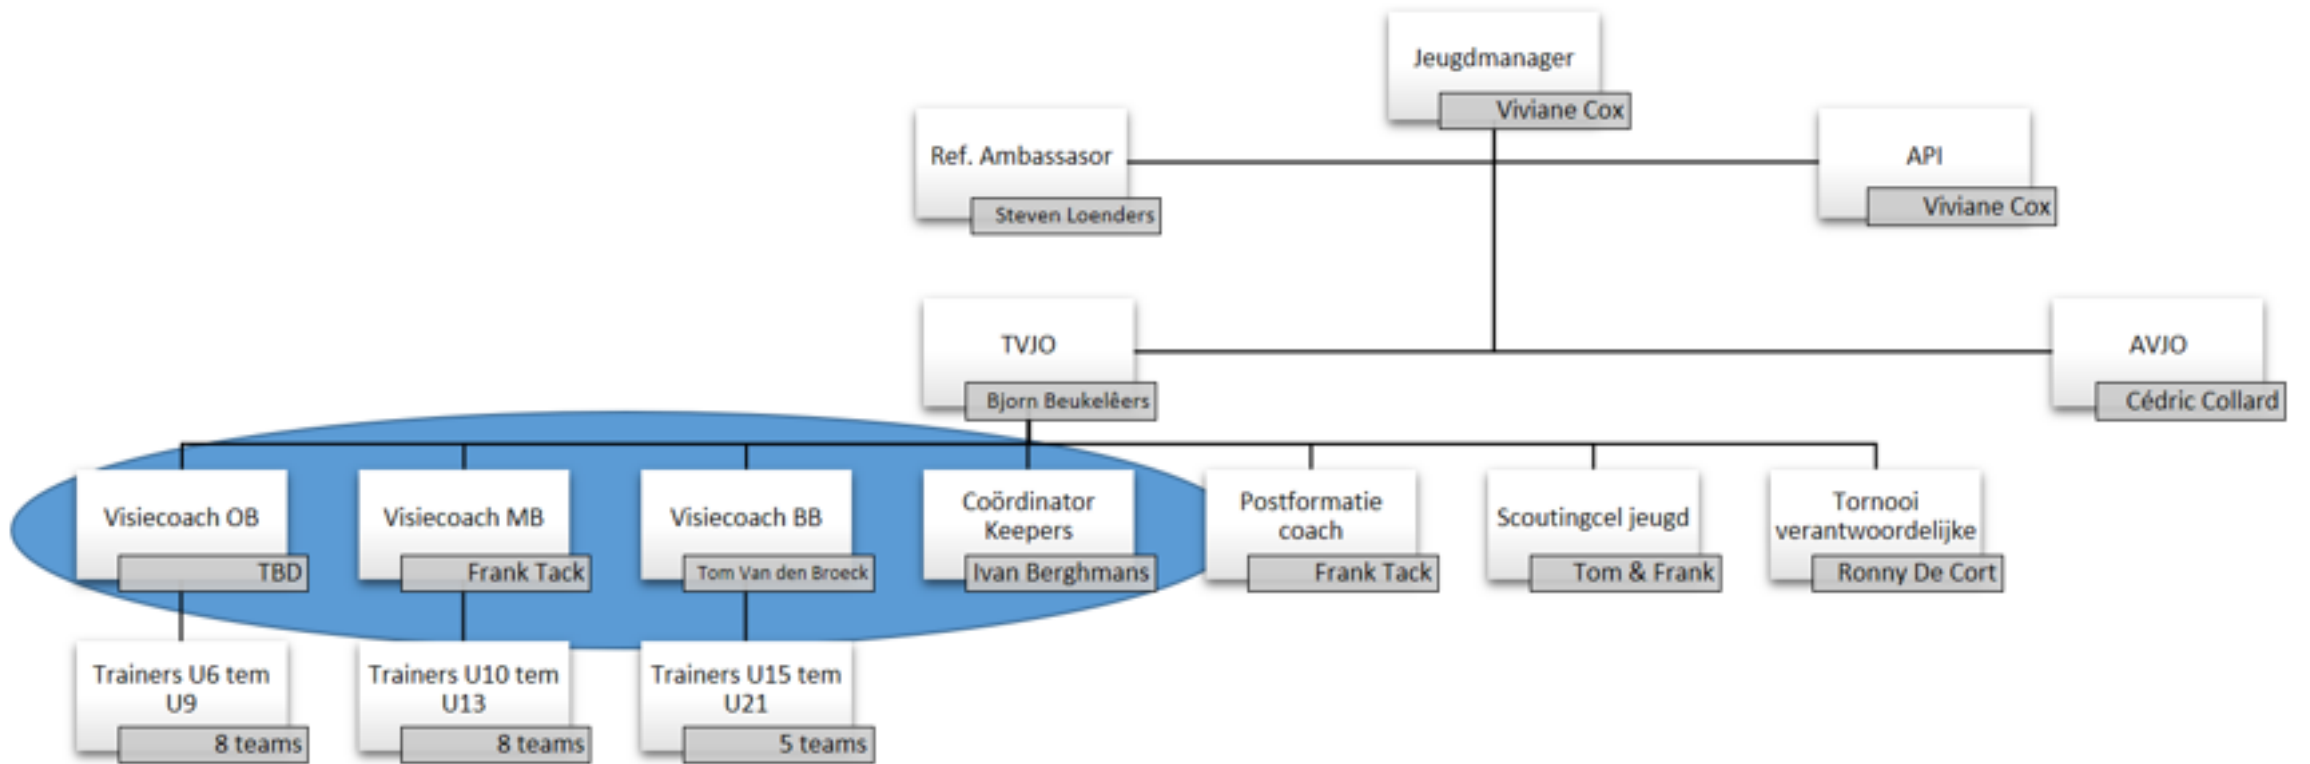 Jeugdmanager
Viviane Cox
Ref. Ambassasor
Steven Loenders
API
Viviane Cox
TVJO
Bjorn Beukelêers
AVJO
Cédric Collard
Visiecoach OB
TBD
Visiecoach MB
Frank Tack
Visiecoach BB
Tom Van den Broeck
Coördinator
Keepers
Ivan Berghmans
Postformatie
coach
Frank Tack
Scoutingcel jeugd
Tom & Frank
Tornooi
verantwoordelijke
Ronny De Cort
Trainers U6 tem
U9
8 teams
Trainers U10 tem
U13
8 teams
Trainers U15 tem
U21
5 teams